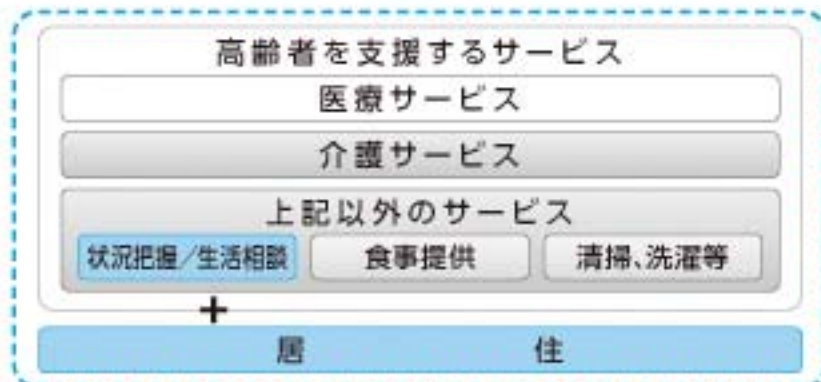 高齢者を支援するサービス
医療サービス
介護サービス
上記以外のサービス
状況把握／生活相談 食事提供 清掃、洗濯等
+
居住